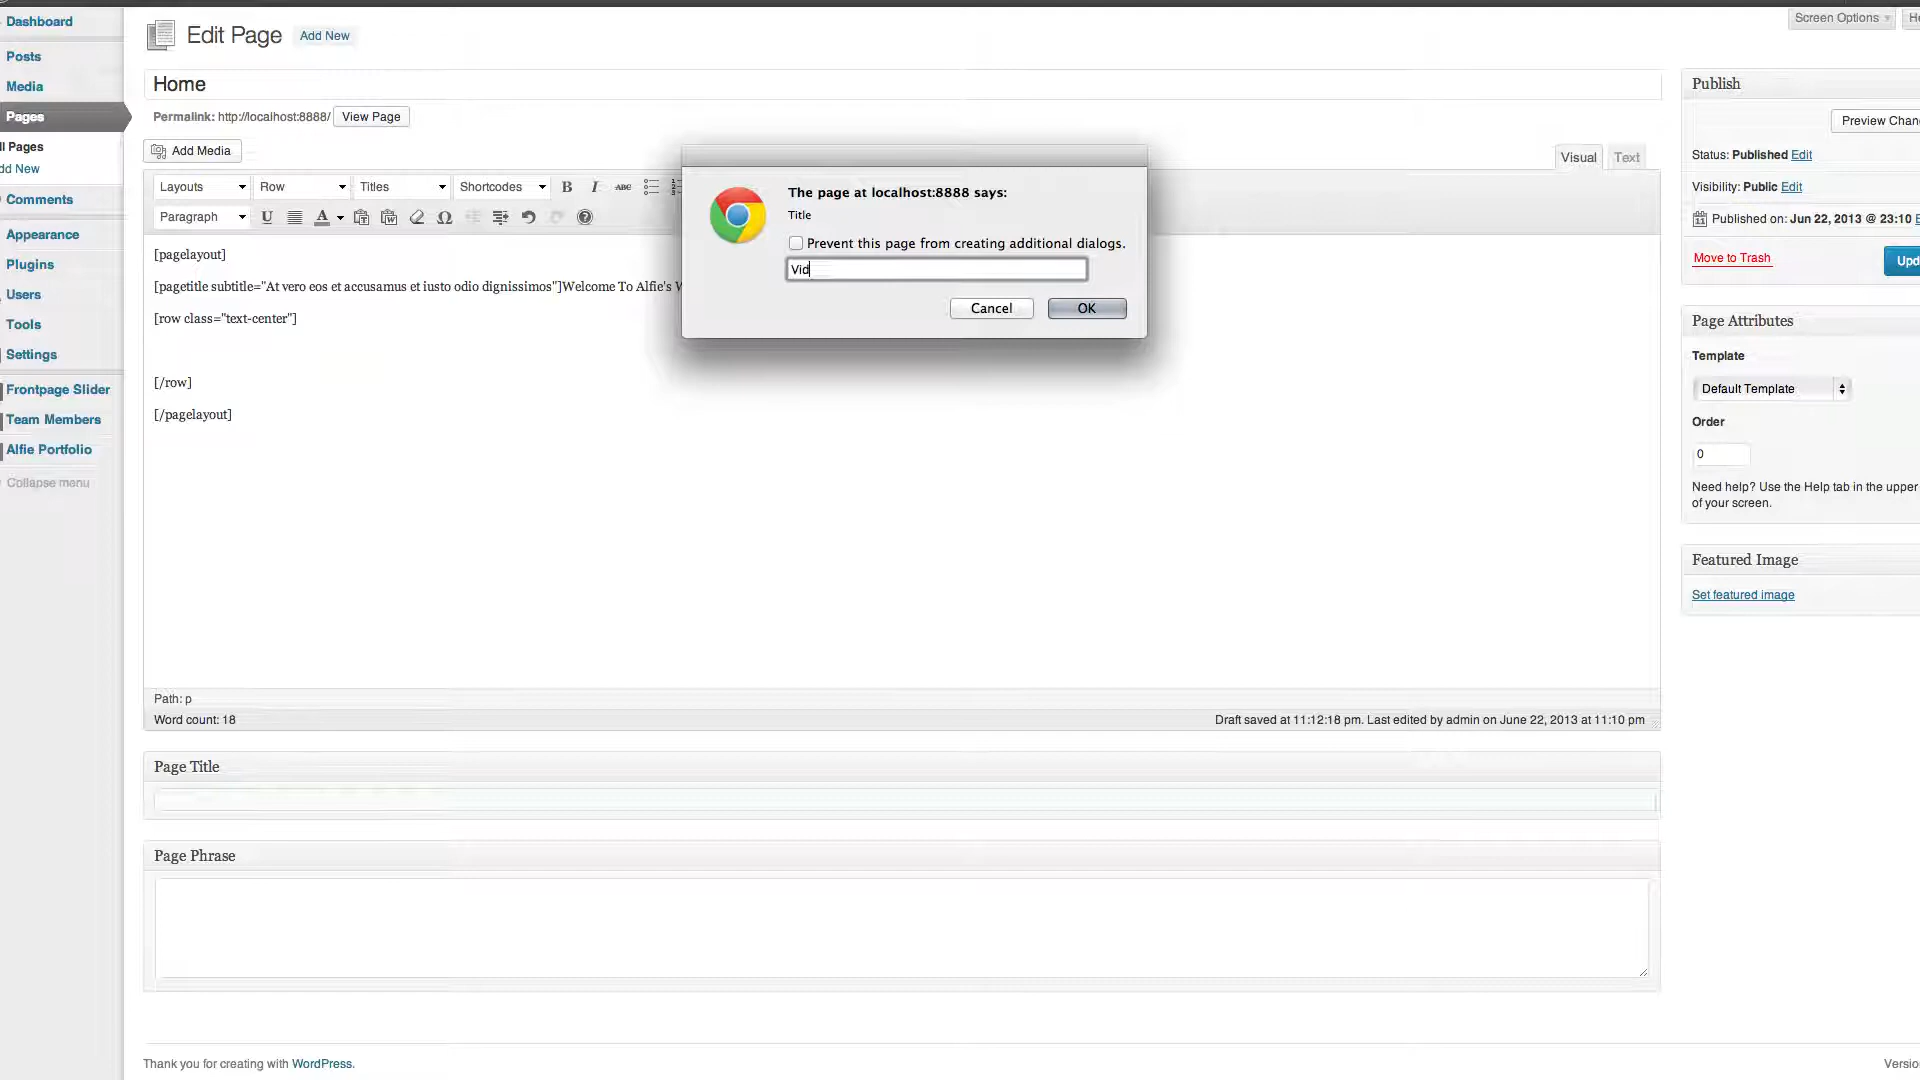 Dashboard
Posts
Media
Pages
ll Pages
dd New
Comments
Appearance
Plugins
Users
Tools
Settings
Frontpage Slider
Team Members
Alfie Portfolio
Collapse menu
Screen Options
He
Edit Page
Add New
Home
Permalink: http://localhost:8888/
View Page
Add Media
Visual
Text
Layouts
Row
Titles
Shortcodes
B
I
ABC
Paragraph
U
A
Ω
[pagelayout]
[pagetitle subtitle="At vero eos et accusamus et iusto odio dignissimos"]Welcome To Alfie's
[row class="text-center"]
[/row]
[/pagelayout]
Path: p
Word count: 18
Draft saved at 11:12:18 pm. Last edited by admin on June 22, 2013 at 11:10 pm
The page at localhost:8888 says:
Title
Prevent this page from creating additional dialogs.
Vid
Cancel
OK
Page Title
Page Phrase
Publish
Preview Chan
Status: Published Edit
Visibility: Public Edit
Published on: Jun 22, 2013 @ 23:10
Move to Trash
Upd
Page Attributes
Template
Default Template
Order
0
Need help? Use the Help tab in the upper
of your screen.
Featured Image
Set featured image
Thank you for creating with WordPress.
Versio